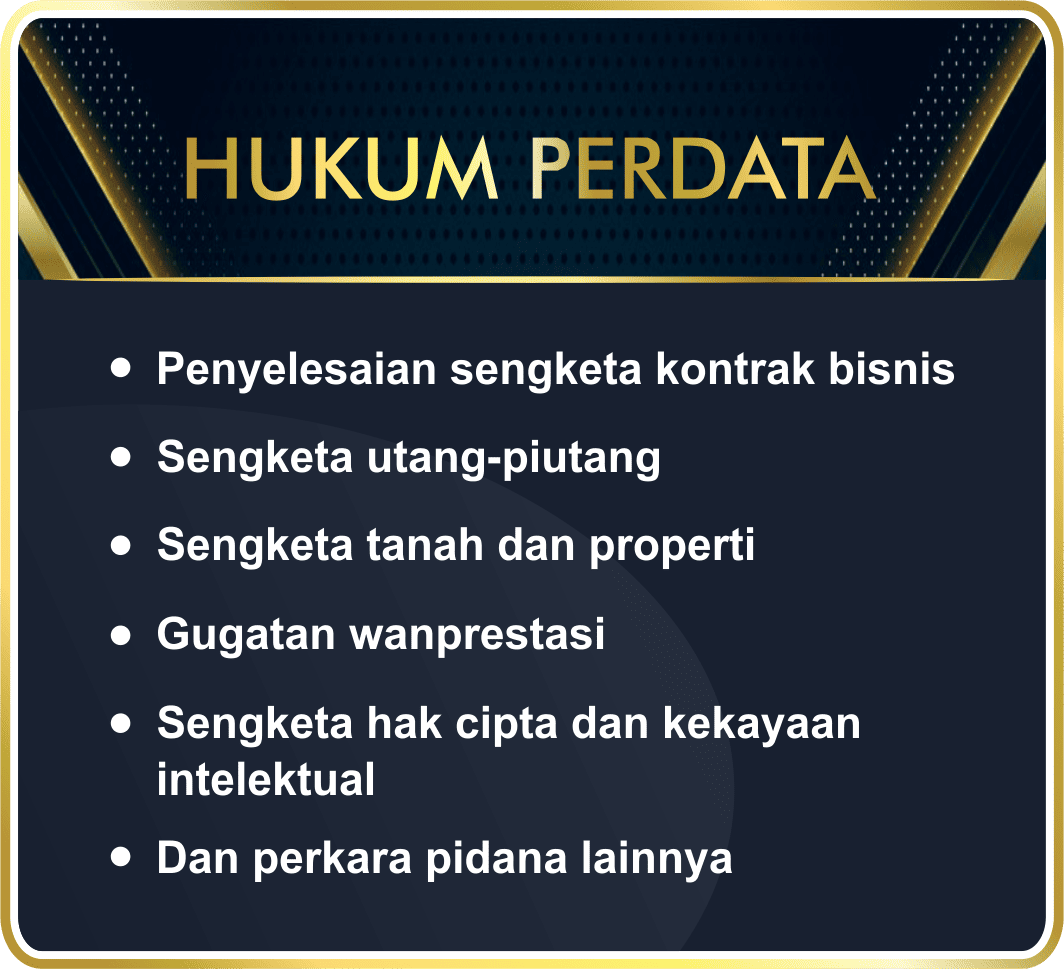 HUKUM PERDATA
• Penyelesaian sengketa kontrak bisnis
• Sengketa utang-piutang
• Sengketa tanah dan properti
• Gugatan wanprestasi
• Sengketa hak cipta dan kekayaan
intelektual
• Dan perkara pidana lainnya